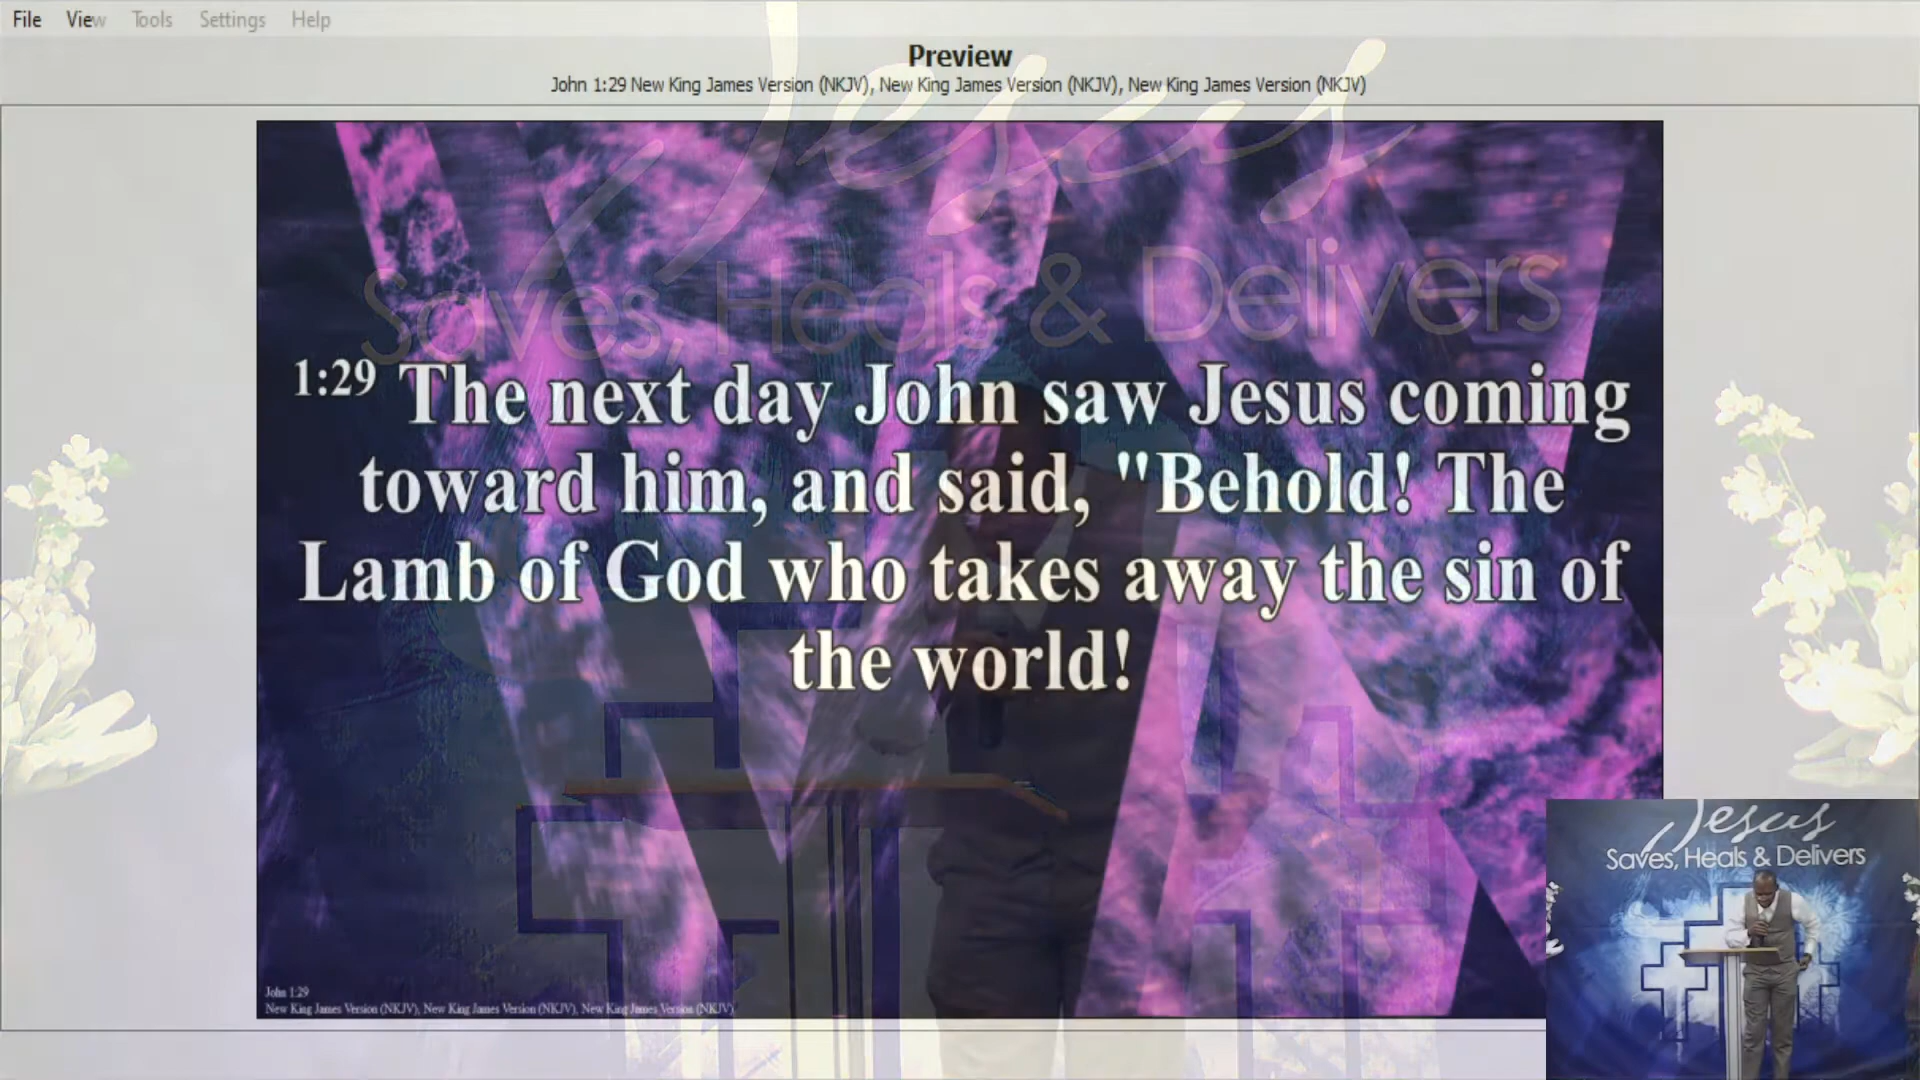 File View Tools Settings Help
Preview
John 1:29 New King James Version (NKJV), New King James Version (NKJV), New King James Version (NKJV)
Jesus
Saves, Heals & Delivers
1:29 The next day John saw Jesus coming
toward him, and said, "Behold! The
Lamb of God who takes away the sin of
the world!
John 1:29
New King James Version (NKJV), New King James Version (NKJV), New King James Version (NKJV)
Jesus
Saves, Heals & Delivers